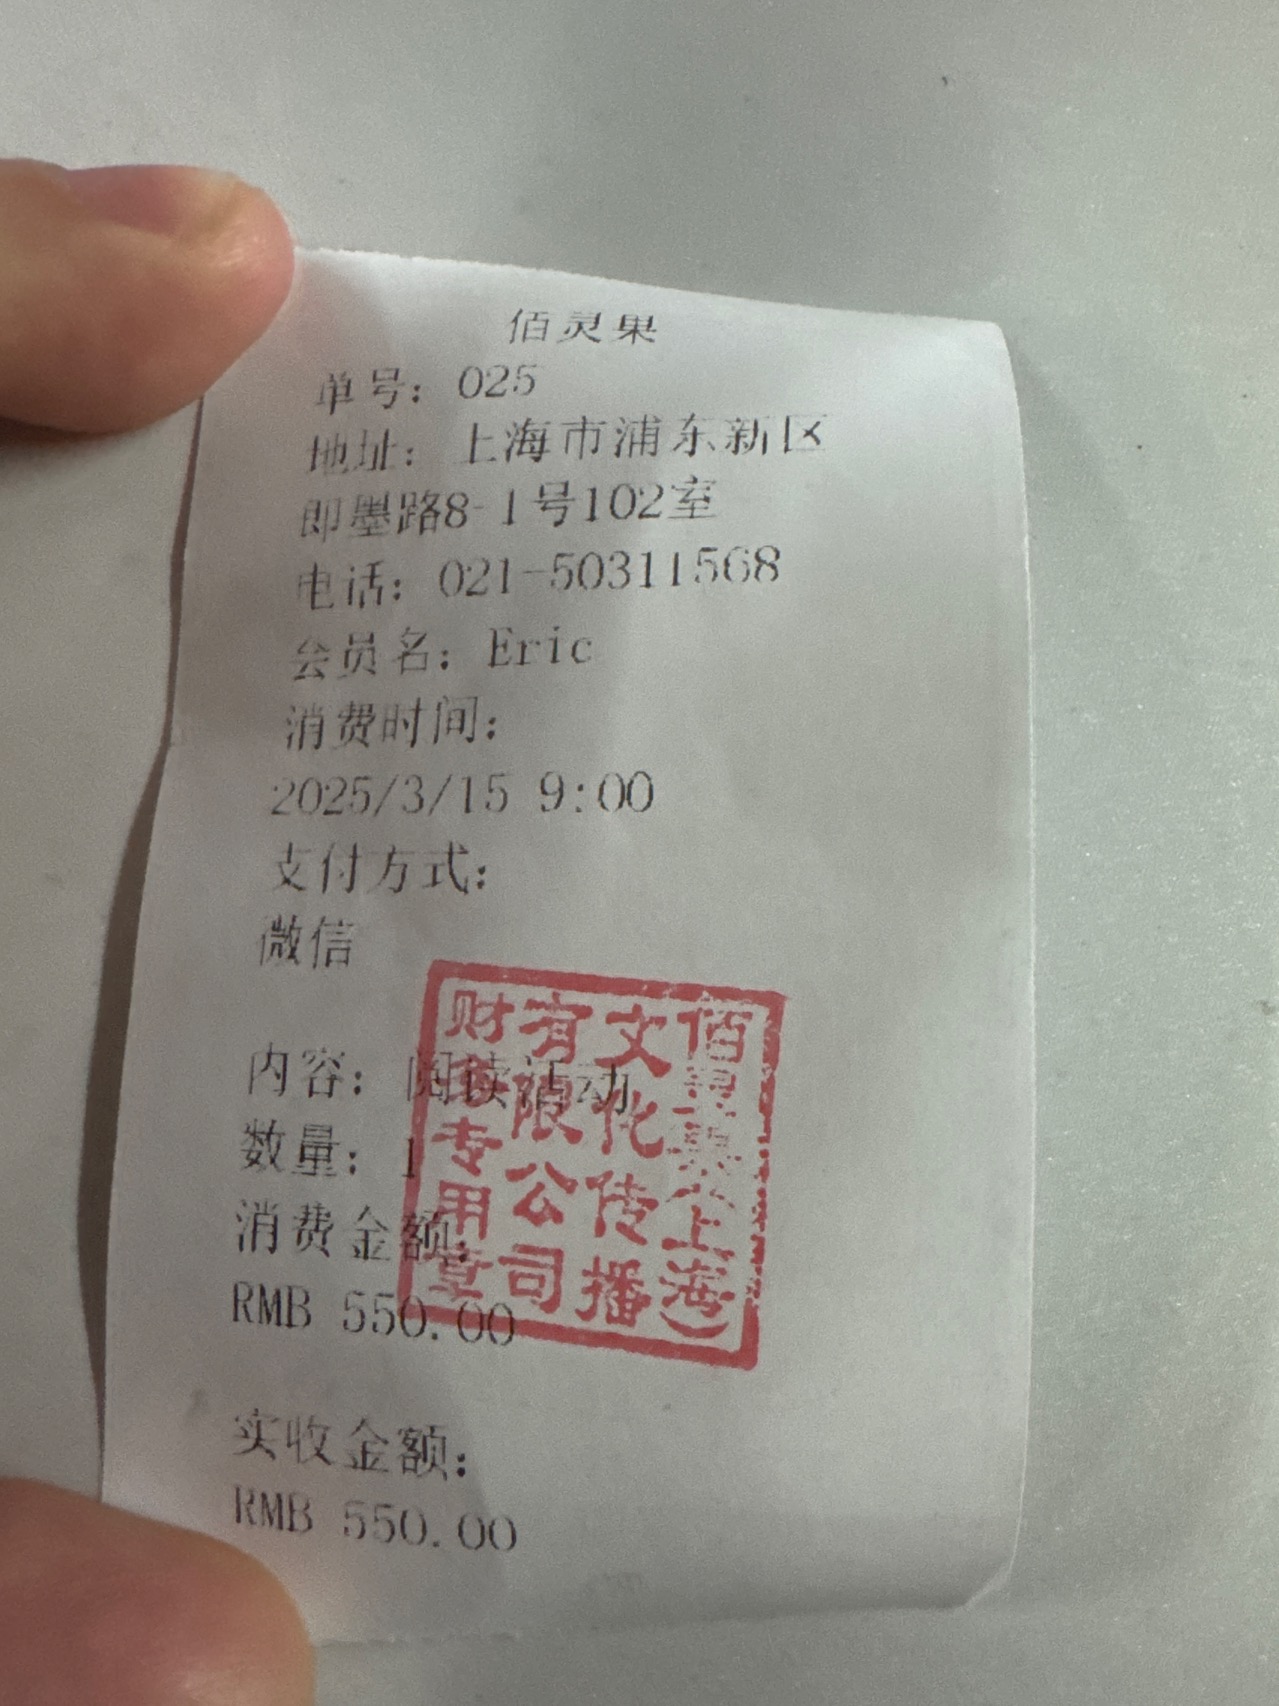 佰灵果
单号：025
地址：上海市浦东新区
即墨路8-1号102室
电话：021-50311568
会员名：Eric
消费时间：
2025/3/15 9:00
支付方式：
微信
内容：阅读活动
数量：1
消费金额：
RMB 550.00
实收金额：
RMB 550.00
佰灵果(上海)
文化传播
有限公司
财务专用章